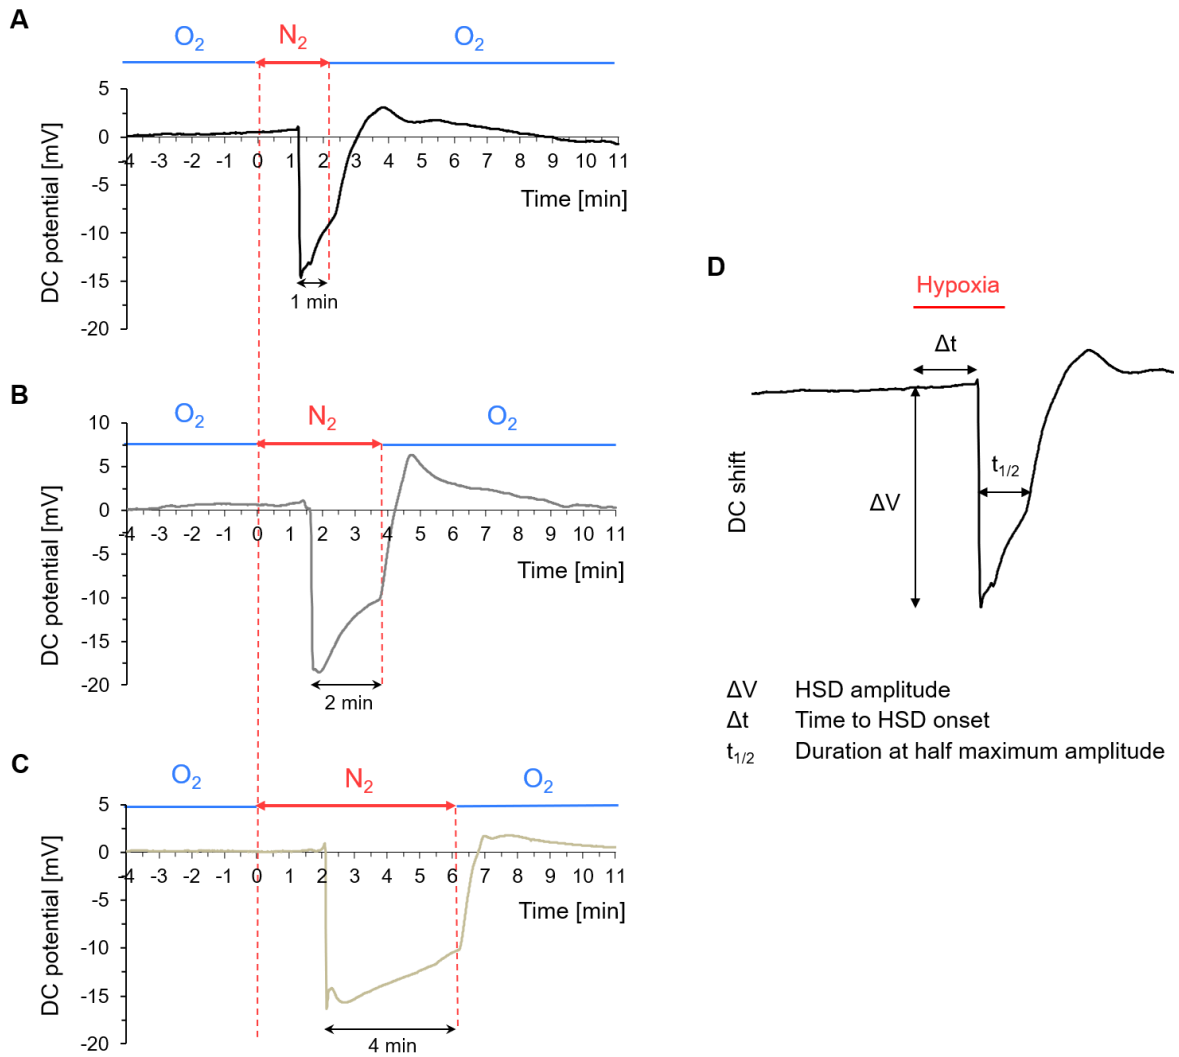 A
O2 N2 O2
5
0
-5
-10
-15
-20
DC potential [mV]
-4 -3 -2 -1 0 1 2 3 4 5 6 7 8 9 10 11
Time [min]
1 min
B
O2 N2 O2
10
5
0
-5
-10
-15
-20
DC potential [mV]
-4 -3 -2 -1 0 1 2 3 4 5 6 7 8 9 10 11
Time [min]
2 min
C
O2 N2 O2
5
0
-5
-10
-15
-20
DC potential [mV]
-4 -3 -2 -1 0 1 2 3 4 5 6 7 8 9 10 11
Time [min]
4 min
D
Hypoxia
Δt
t1/2
ΔV
DC shift
ΔV HSD amplitude
Δt Time to HSD onset
t1/2 Duration at half maximum amplitude